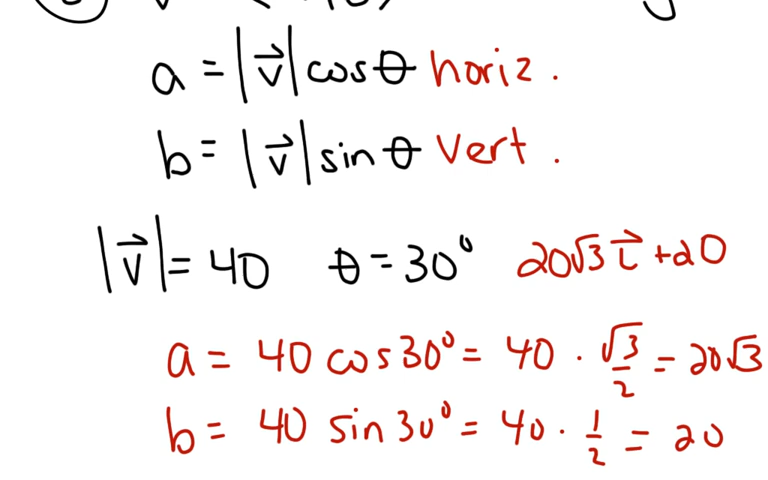 a = |v⃗| cos θ horiz.
b = |v⃗| sin θ vert.
|v⃗| = 40 θ = 30° 20√3 i⃗ + 20
a = 40 cos 30° = 40 · √3/2 = 20√3
b = 40 sin 30° = 40 · 1/2 = 20